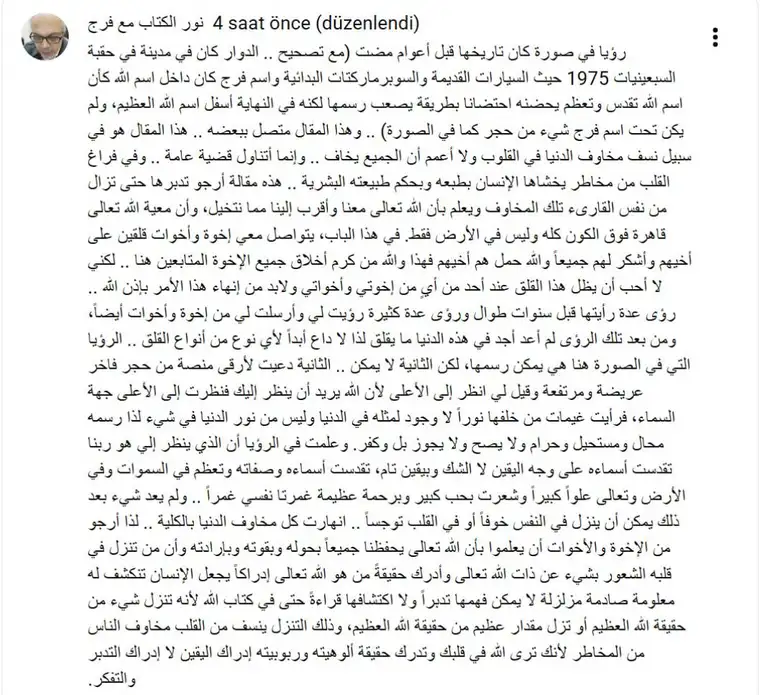 نور الكتاب مع فرج 4 saat önce (düzenlendi)
رؤيا في صورة كان تاريخها قبل أعوام مضت (مع تصحيح .. الدوار كان في مدينة في حقبة
السبعينيات 1975 حيث السيارات القديمة والسوبرماركتات البدائية واسم فرج كان داخل اسم الله كأن
اسم الله تقدس وتعظم يحضنه احتضانا بطريقة يصعب رسمها لكنه في النهاية أسفل اسم الله العظيم، ولم
يكن تحت اسم فرج شيء من حجر كما في الصورة) .. وهذا المقال متصل ببعضه .. هذا المقال هو في
سبيل نسف مخاوف الدنيا في القلوب ولا أعمم أن الجميع يخاف .. وإنما أتناول قضية عامة .. وفي فراغ
القلب من مخاطر يخشاها الإنسان بطبعه وبحكم طبيعته البشرية .. هذه مقالة أرجو تدبرها حتى تزال
من نفس القارىء تلك المخاوف ويعلم بأن الله تعالى معنا وأقرب إلينا مما نتخيل، وأن معية الله تعالى
قاهرة فوق الكون كله وليس في الأرض فقط. في هذا الباب، يتواصل معي إخوة وأخوات قلقين على
أخيهم وأشكر لهم جميعاً والله حمل هم أخيهم فهذا والله من كرم أخلاق جميع الإخوة المتابعين هنا .. لكني
لا أحب أن يظل هذا القلق عند أحد من أيٍ من إخوتي وأخواتي ولابد من إنهاء هذا الأمر بإذن الله ..
رؤى عدة رأيتها قبل سنوات طوال ورؤى عدة كثيرة رؤيت لي وأرسلت لي من إخوة وأخوات أيضاً،
ومن بعد تلك الرؤى لم أعد أجد في هذه الدنيا ما يقلق لذا لا داع أبداً لأي نوع من أنواع القلق .. الرؤيا
التي في الصورة هنا هي يمكن رسمها، لكن الثانية لا يمكن .. الثانية دعيت لأرقى منصة من حجر فاخر
عريضة ومرتفعة وقيل لي انظر إلى الأعلى لأن الله يريد أن ينظر إليك فنظرت إلى الأعلى جهة
السماء، فرأيت غيمات من خلفها نوراً لا وجود لمثله في الدنيا وليس من نور الدنيا في شيء لذا رسمه
محال ومستحيل وحرام ولا يصح ولا يجوز بل وكفر. وعلمت في الرؤيا أن الذي ينظر إلي هو ربنا
تقدست أسماءه على وجه اليقين لا الشك وبيقين تام، تقدست أسماءه وصفاته وتعظم في السموات وفي
الأرض وتعالى علواً كبيراً وشعرت بحب كبير وبرحمة عظيمة غمرتا نفسي غمراً .. ولم يعد شيء بعد
ذلك يمكن أن ينزل في النفس خوفاً أو في القلب توجساً .. انهارت كل مخاوف الدنيا بالكلية .. لذا أرجو
من الإخوة والأخوات أن يعلموا بأن الله تعالى يحفظنا جميعاً بحوله وبقوته وبإرادته وأن من تنزل في
قلبه الشعور بشيء عن ذات الله تعالى وأدرك حقيقةً من هو الله تعالى إدراكاً يجعل الإنسان تتكشف له
معلومة صادمة مزلزلة لا يمكن فهمها تدبراً ولا اكتشافها قراءةً حتى في كتاب الله لأنه تنزل شيء من
حقيقة الله العظيم أو تزل مقدار عظيم من حقيقة الله العظيم، وذلك التنزل ينسف من القلب مخاوف الناس
من المخاطر لأنك ترى الله في قلبك وتدرك حقيقة ألوهيته وربوبيته إدراك اليقين لا إدراك التدبر
والتفكر.